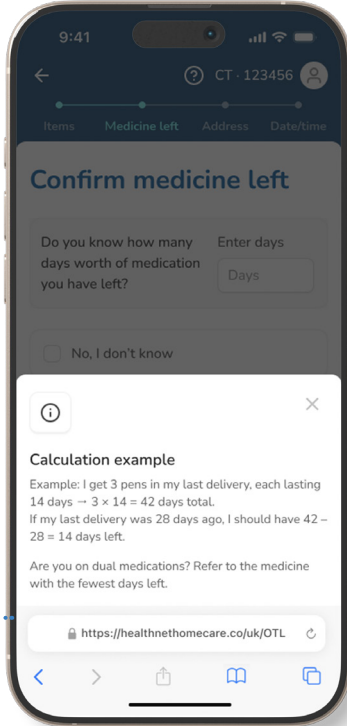 9:41
CT · 123456
Items Medicine left Address Date/time
Confirm medicine left
Do you know how many
days worth of medication
you have left?
Enter days
Days
No, I don't know
Calculation example
Example: I get 3 pens in my last delivery, each lasting
14 days → 3 × 14 = 42 days total.
If my last delivery was 28 days ago, I should have 42 –
28 = 14 days left.
Are you on dual medications? Refer to the medicine
with the fewest days left.
https://healthnethomecare.co/uk/OTL